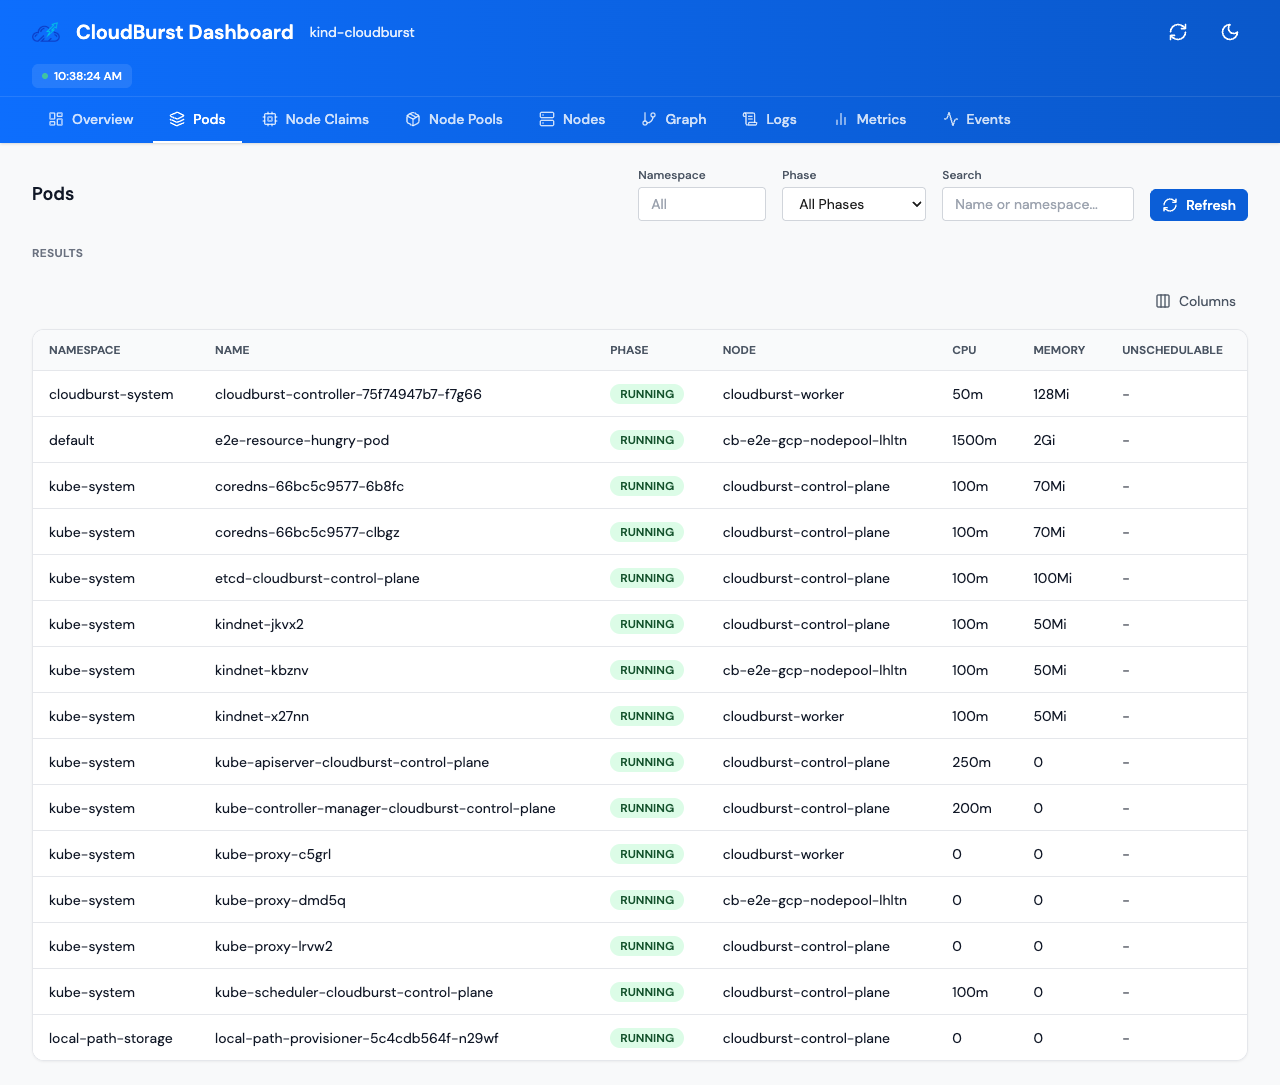 CloudBurst Dashboard kind-cloudburst
10:38:24 AM
Overview Pods Node Claims Node Pools Nodes Graph Logs Metrics Events
Pods
Namespace Phase Search
All All Phases Name or namespace... Refresh
RESULTS
Columns
NAMESPACE NAME PHASE NODE CPU MEMORY UNSCHEDULABLE
cloudburst-system cloudburst-controller-75f74947b7-f7g66 RUNNING cloudburst-worker 50m 128Mi -
default e2e-resource-hungry-pod RUNNING cb-e2e-gcp-nodepool-lhltn 1500m 2Gi -
kube-system coredns-66bc5c9577-6b8fc RUNNING cloudburst-control-plane 100m 70Mi -
kube-system coredns-66bc5c9577-clbgz RUNNING cloudburst-control-plane 100m 70Mi -
kube-system etcd-cloudburst-control-plane RUNNING cloudburst-control-plane 100m 100Mi -
kube-system kindnet-jkvx2 RUNNING cloudburst-control-plane 100m 50Mi -
kube-system kindnet-kbznv RUNNING cb-e2e-gcp-nodepool-lhltn 100m 50Mi -
kube-system kindnet-x27nn RUNNING cloudburst-worker 100m 50Mi -
kube-system kube-apiserver-cloudburst-control-plane RUNNING cloudburst-control-plane 250m 0 -
kube-system kube-controller-manager-cloudburst-control-plane RUNNING cloudburst-control-plane 200m 0 -
kube-system kube-proxy-c5grl RUNNING cloudburst-worker 0 0 -
kube-system kube-proxy-dmd5q RUNNING cb-e2e-gcp-nodepool-lhltn 0 0 -
kube-system kube-proxy-lrvw2 RUNNING cloudburst-control-plane 0 0 -
kube-system kube-scheduler-cloudburst-control-plane RUNNING cloudburst-control-plane 100m 0 -
local-path-storage local-path-provisioner-5c4cdb564f-n29wf RUNNING cloudburst-control-plane 0 0 -